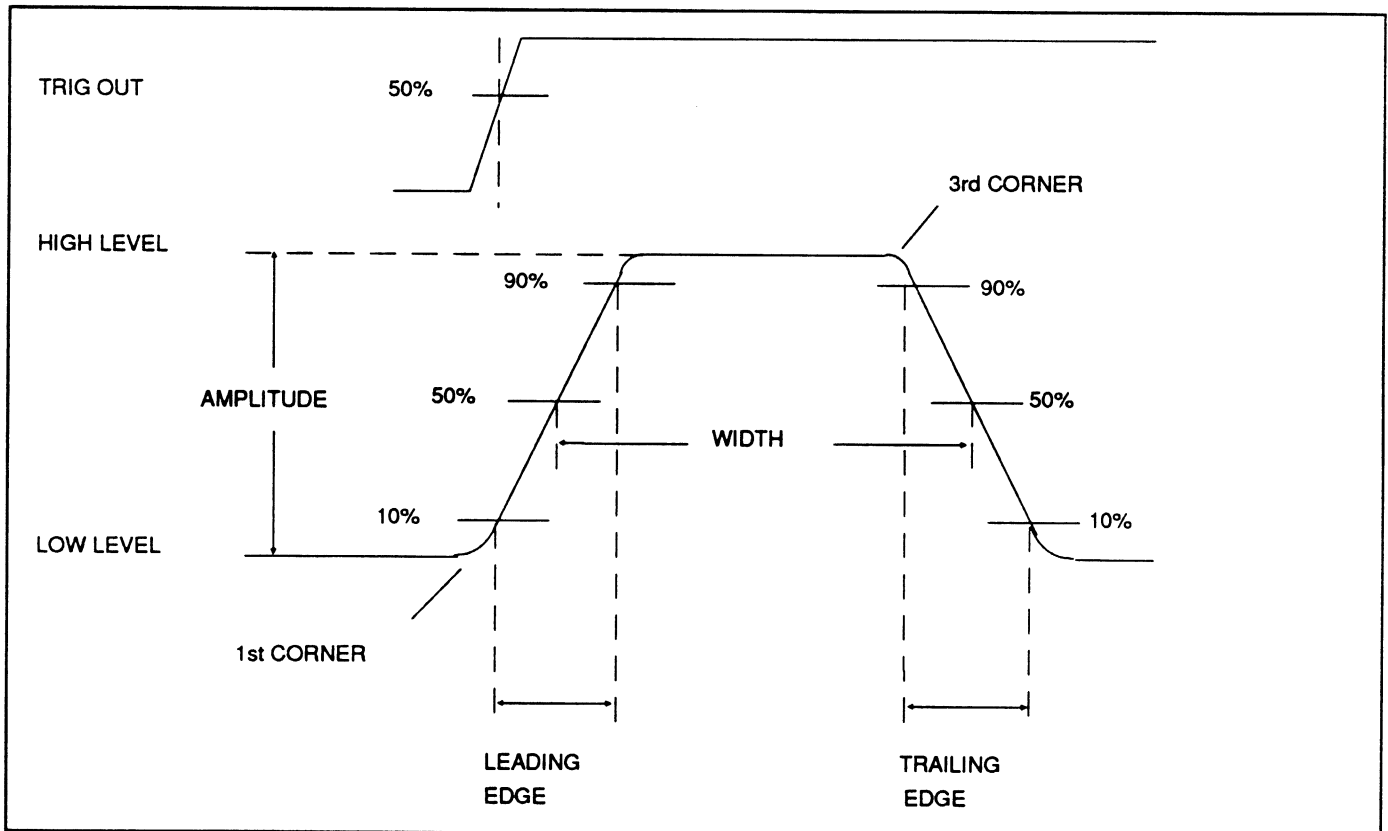 TRIG OUT
50%
3rd CORNER
HIGH LEVEL
90%
90%
AMPLITUDE
50%
50%
WIDTH
10%
10%
LOW LEVEL
1st CORNER
LEADING
EDGE
TRAILING
EDGE